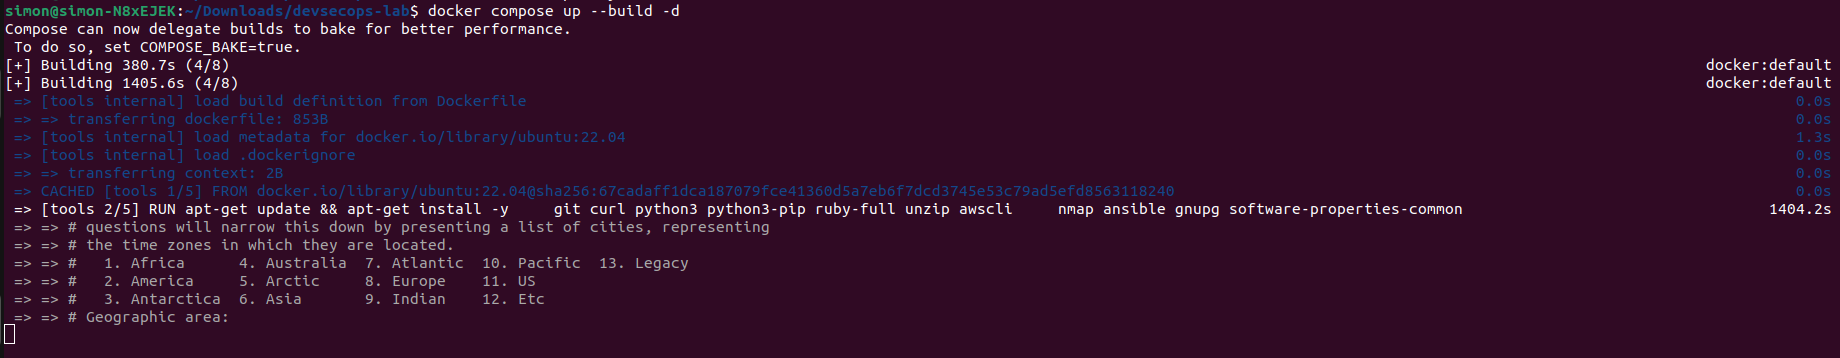 simon@simon-N8xEJEK:~/Downloads/devsecops-lab$ docker compose up --build -d
Compose can now delegate builds to bake for better performance.
 To do so, set COMPOSE_BAKE=true.
[+] Building 380.7s (4/8) docker:default
[+] Building 1405.6s (4/8) docker:default
 => [tools internal] load build definition from Dockerfile 0.0s
 => => transferring dockerfile: 853B 0.0s
 => [tools internal] load metadata for docker.io/library/ubuntu:22.04 1.3s
 => [tools internal] load .dockerignore 0.0s
 => => transferring context: 2B 0.0s
 => CACHED [tools 1/5] FROM docker.io/library/ubuntu:22.04@sha256:67cadaff1dca187079fce41360d5a7eb6f7dcd3745e53c79ad5efd8563118240 0.0s
 => [tools 2/5] RUN apt-get update && apt-get install -y     git curl python3 python3-pip ruby-full unzip awscli     nmap ansible gnupg software-properties-common 1404.2s
 => => # questions will narrow this down by presenting a list of cities, representing
 => => # the time zones in which they are located.
 => => #   1. Africa      4. Australia  7. Atlantic  10. Pacific  13. Legacy
 => => #   2. America     5. Arctic     8. Europe    11. US
 => => #   3. Antarctica  6. Asia       9. Indian    12. Etc
 => => # Geographic area: